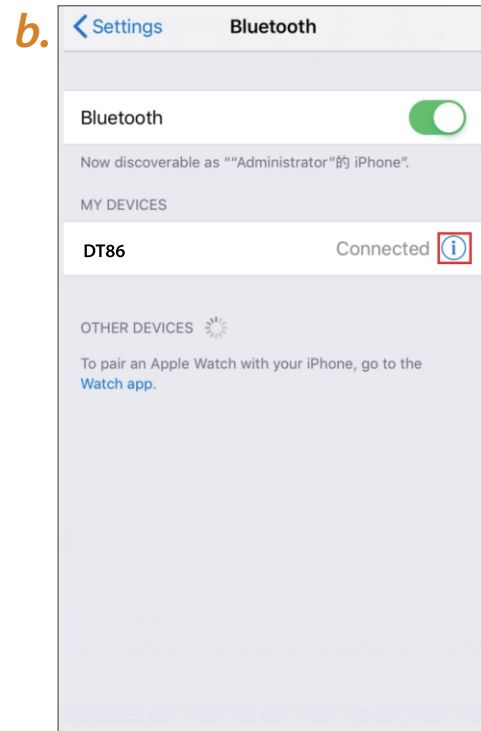 b.
Settings Bluetooth
Bluetooth
Now discoverable as ""Administrator"的 iPhone".
MY DEVICES
DT86 Connected i
OTHER DEVICES
To pair an Apple Watch with your iPhone, go to the
Watch app.